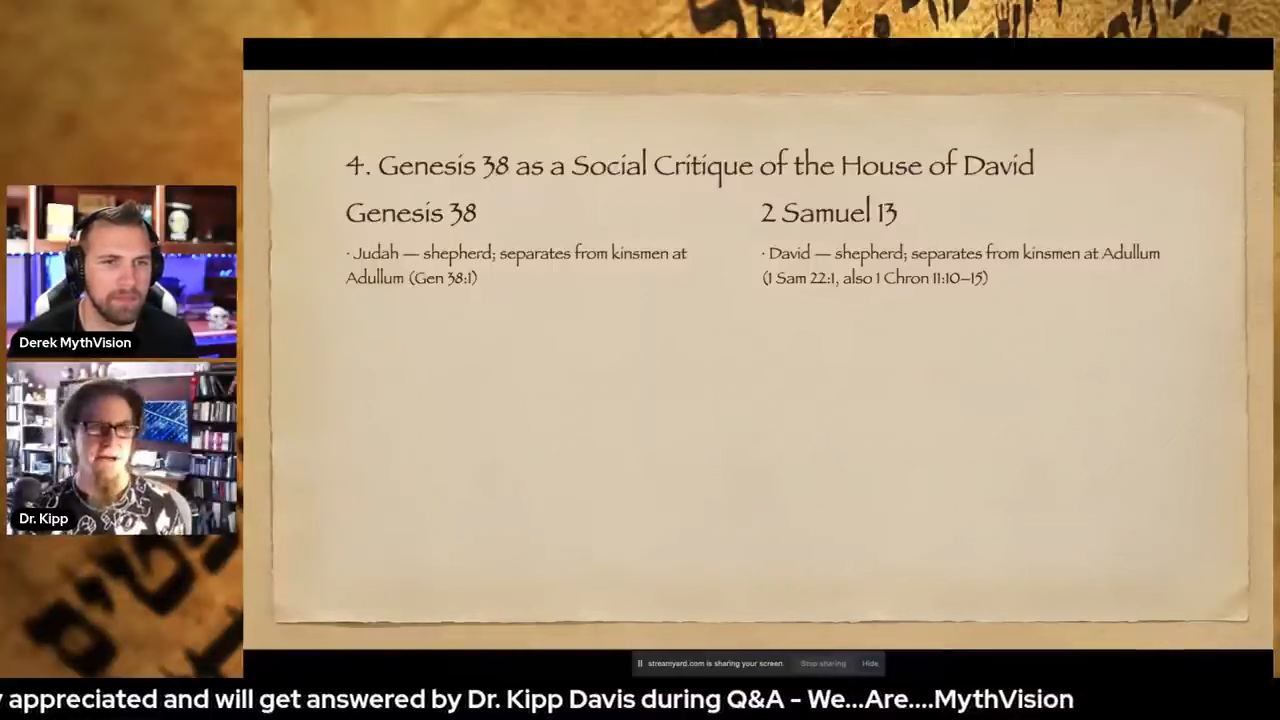 4. Genesis 38 as a Social Critique of the House of David
Genesis 38
· Judah — shepherd; separates from kinsmen at
Adullum (Gen 38:1)
2 Samuel 13
· David — shepherd; separates from kinsmen at Adullum
(1 Sam 22:1, also 1 Chron 11:10–15)
Derek MythVision
Dr. Kipp
streamyard.com is sharing your screen
Stop sharing
Hide
appreciated and will get answered by Dr. Kipp Davis during Q&A - We...Are....MythVision